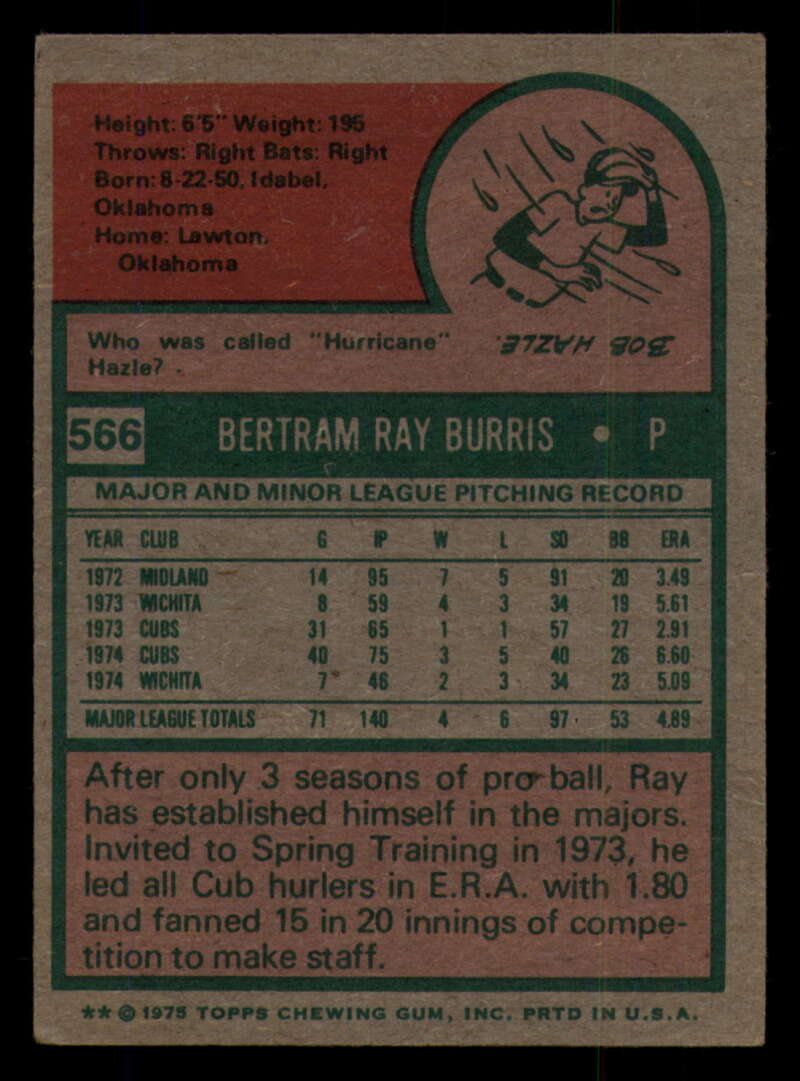 Height: 6'5" Weight: 195
Throws: Right Bats: Right
Born: 8-22-50, Idabel,
Oklahoma
Home: Lawton,
Oklahoma
Who was called "Hurricane"
Hazle?
BOB HAZLE.
566 BERTRAM RAY BURRIS • P
MAJOR AND MINOR LEAGUE PITCHING RECORD
YEAR CLUB G IP W L SO BB ERA
1972 MIDLAND 14 95 7 5 91 20 3.49
1973 WICHITA 8 59 4 3 34 19 5.61
1973 CUBS 31 65 1 1 57 27 2.91
1974 CUBS 40 75 3 5 40 26 6.60
1974 WICHITA 7 46 2 3 34 23 5.09
MAJOR LEAGUE TOTALS 71 140 4 6 97 53 4.89
After only 3 seasons of pro ball, Ray
has established himself in the majors.
Invited to Spring Training in 1973, he
led all Cub hurlers in E.R.A. with 1.80
and fanned 15 in 20 innings of compe-
tition to make staff.
** © 1975 TOPPS CHEWING GUM, INC. PRTD IN U.S.A.